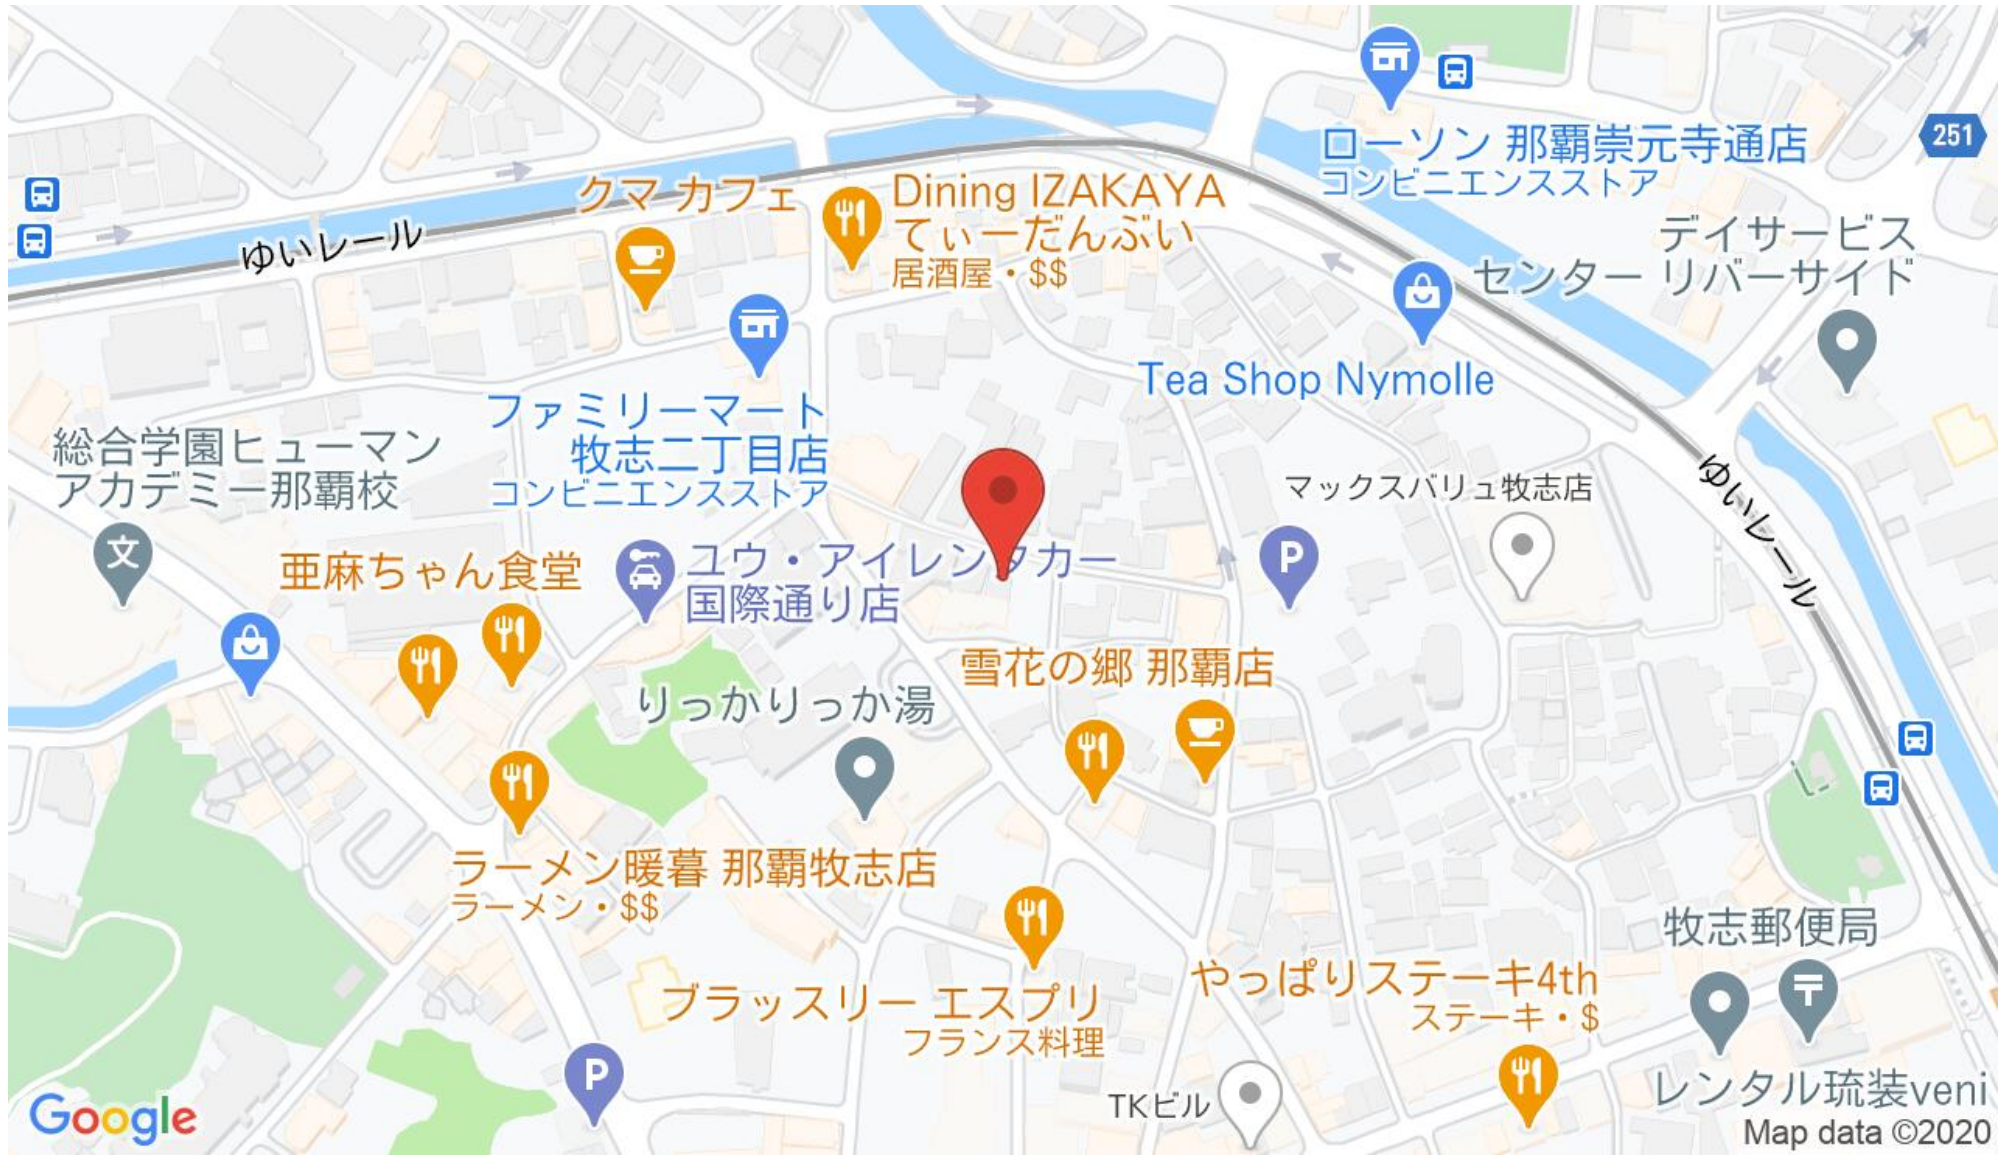 ローソン 那覇崇元寺通店
コンビニエンスストア
251
クマ カフェ
Dining IZAKAYA
てぃーだんぶい
居酒屋・$$
デイサービス
センター リバーサイド
ゆいレール
Tea Shop Nymolle
ファミリーマート
牧志二丁目店
コンビニエンスストア
総合学園ヒューマン
アカデミー那覇校
文
マックスバリュ牧志店
ゆいレール
亜麻ちゃん食堂
ユウ・アイレンタカー
国際通り店
P
雪花の郷 那覇店
りっかりっか湯
ラーメン暖暮 那覇牧志店
ラーメン・$$
牧志郵便局
ブラッスリー エスプリ
フランス料理
やっぱりステーキ4th
ステーキ・$
P
TKビル
レンタル琉装veni
Google
Map data ©2020